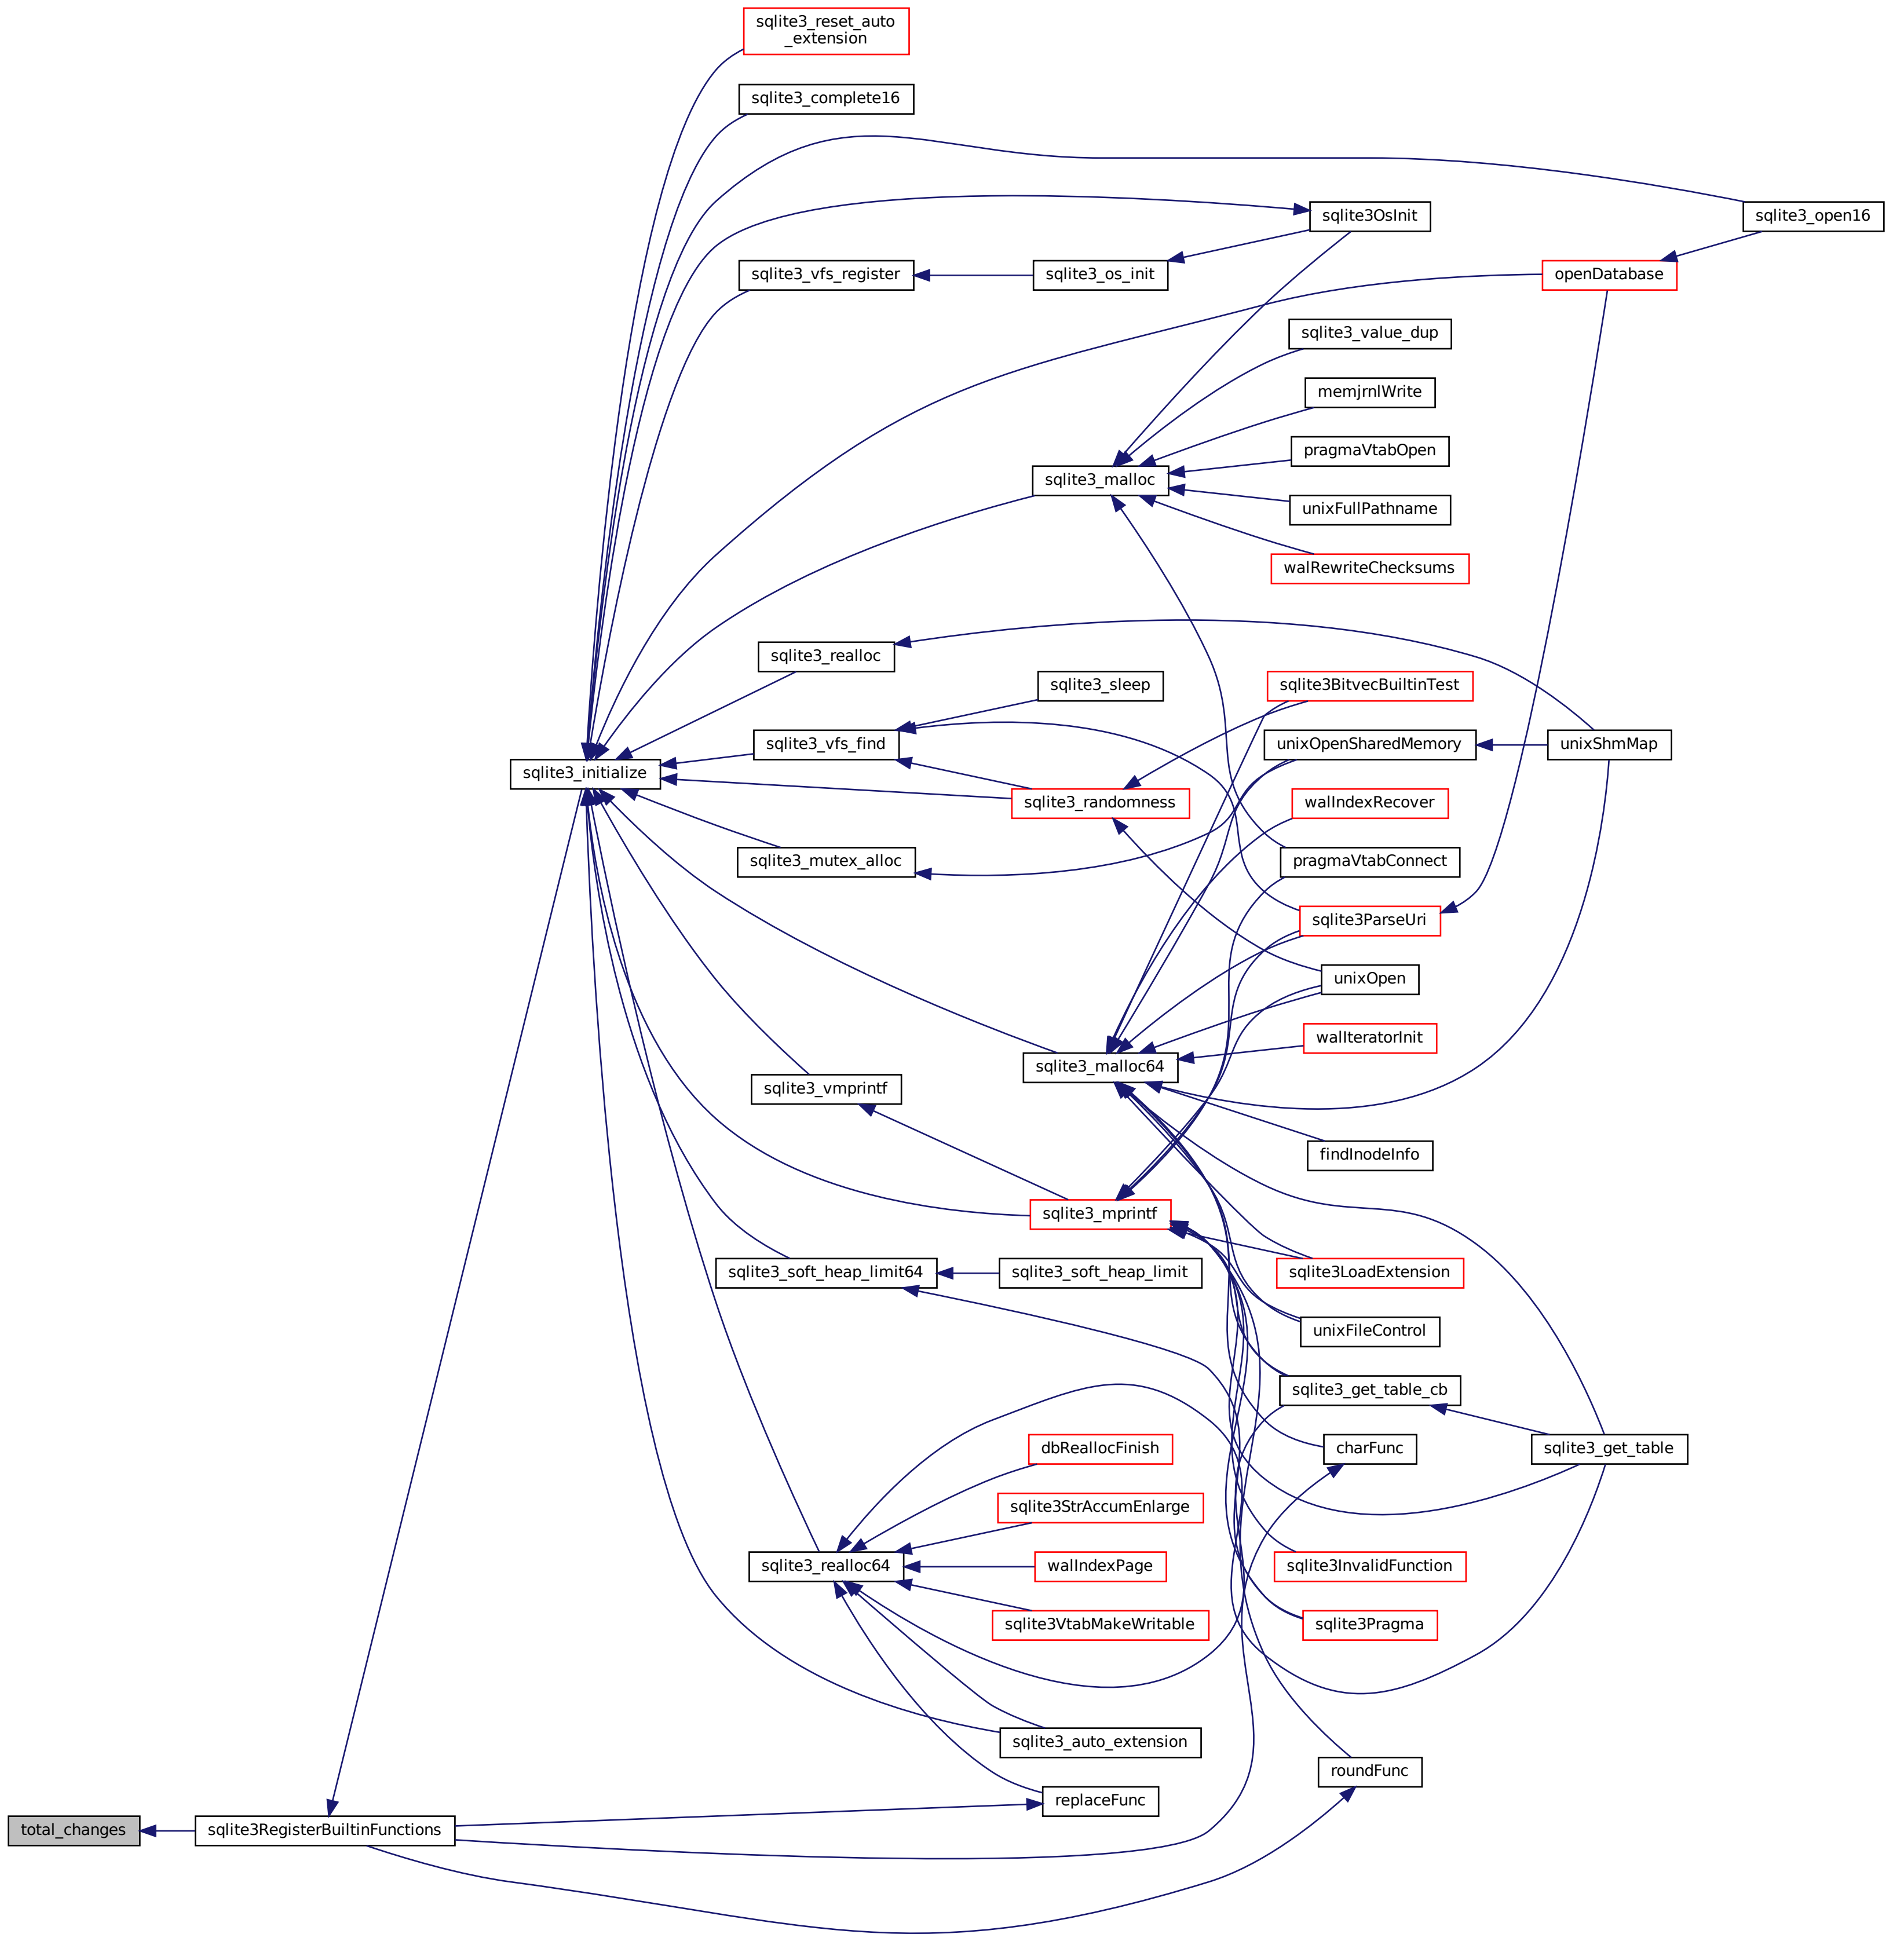 sqlite3_reset_auto
_extension
sqlite3_complete16
sqlite3OsInit
sqlite3_open16
sqlite3_vfs_register
sqlite3_os_init
openDatabase
sqlite3_value_dup
memjrnlWrite
pragmaVtabOpen
sqlite3_malloc
unixFullPathname
walRewriteChecksums
sqlite3_realloc
sqlite3_sleep
sqlite3BitvecBuiltinTest
sqlite3_vfs_find
unixOpenSharedMemory
unixShmMap
sqlite3_initialize
sqlite3_randomness
walIndexRecover
sqlite3_mutex_alloc
pragmaVtabConnect
sqlite3ParseUri
unixOpen
walIteratorInit
sqlite3_malloc64
sqlite3_vmprintf
findInodeInfo
sqlite3_mprintf
sqlite3_soft_heap_limit64
sqlite3_soft_heap_limit
sqlite3LoadExtension
unixFileControl
sqlite3_get_table_cb
dbReallocFinish
charFunc
sqlite3_get_table
sqlite3StrAccumEnlarge
sqlite3_realloc64
walIndexPage
sqlite3InvalidFunction
sqlite3VtabMakeWritable
sqlite3Pragma
sqlite3_auto_extension
roundFunc
replaceFunc
total_changes
sqlite3RegisterBuiltinFunctions